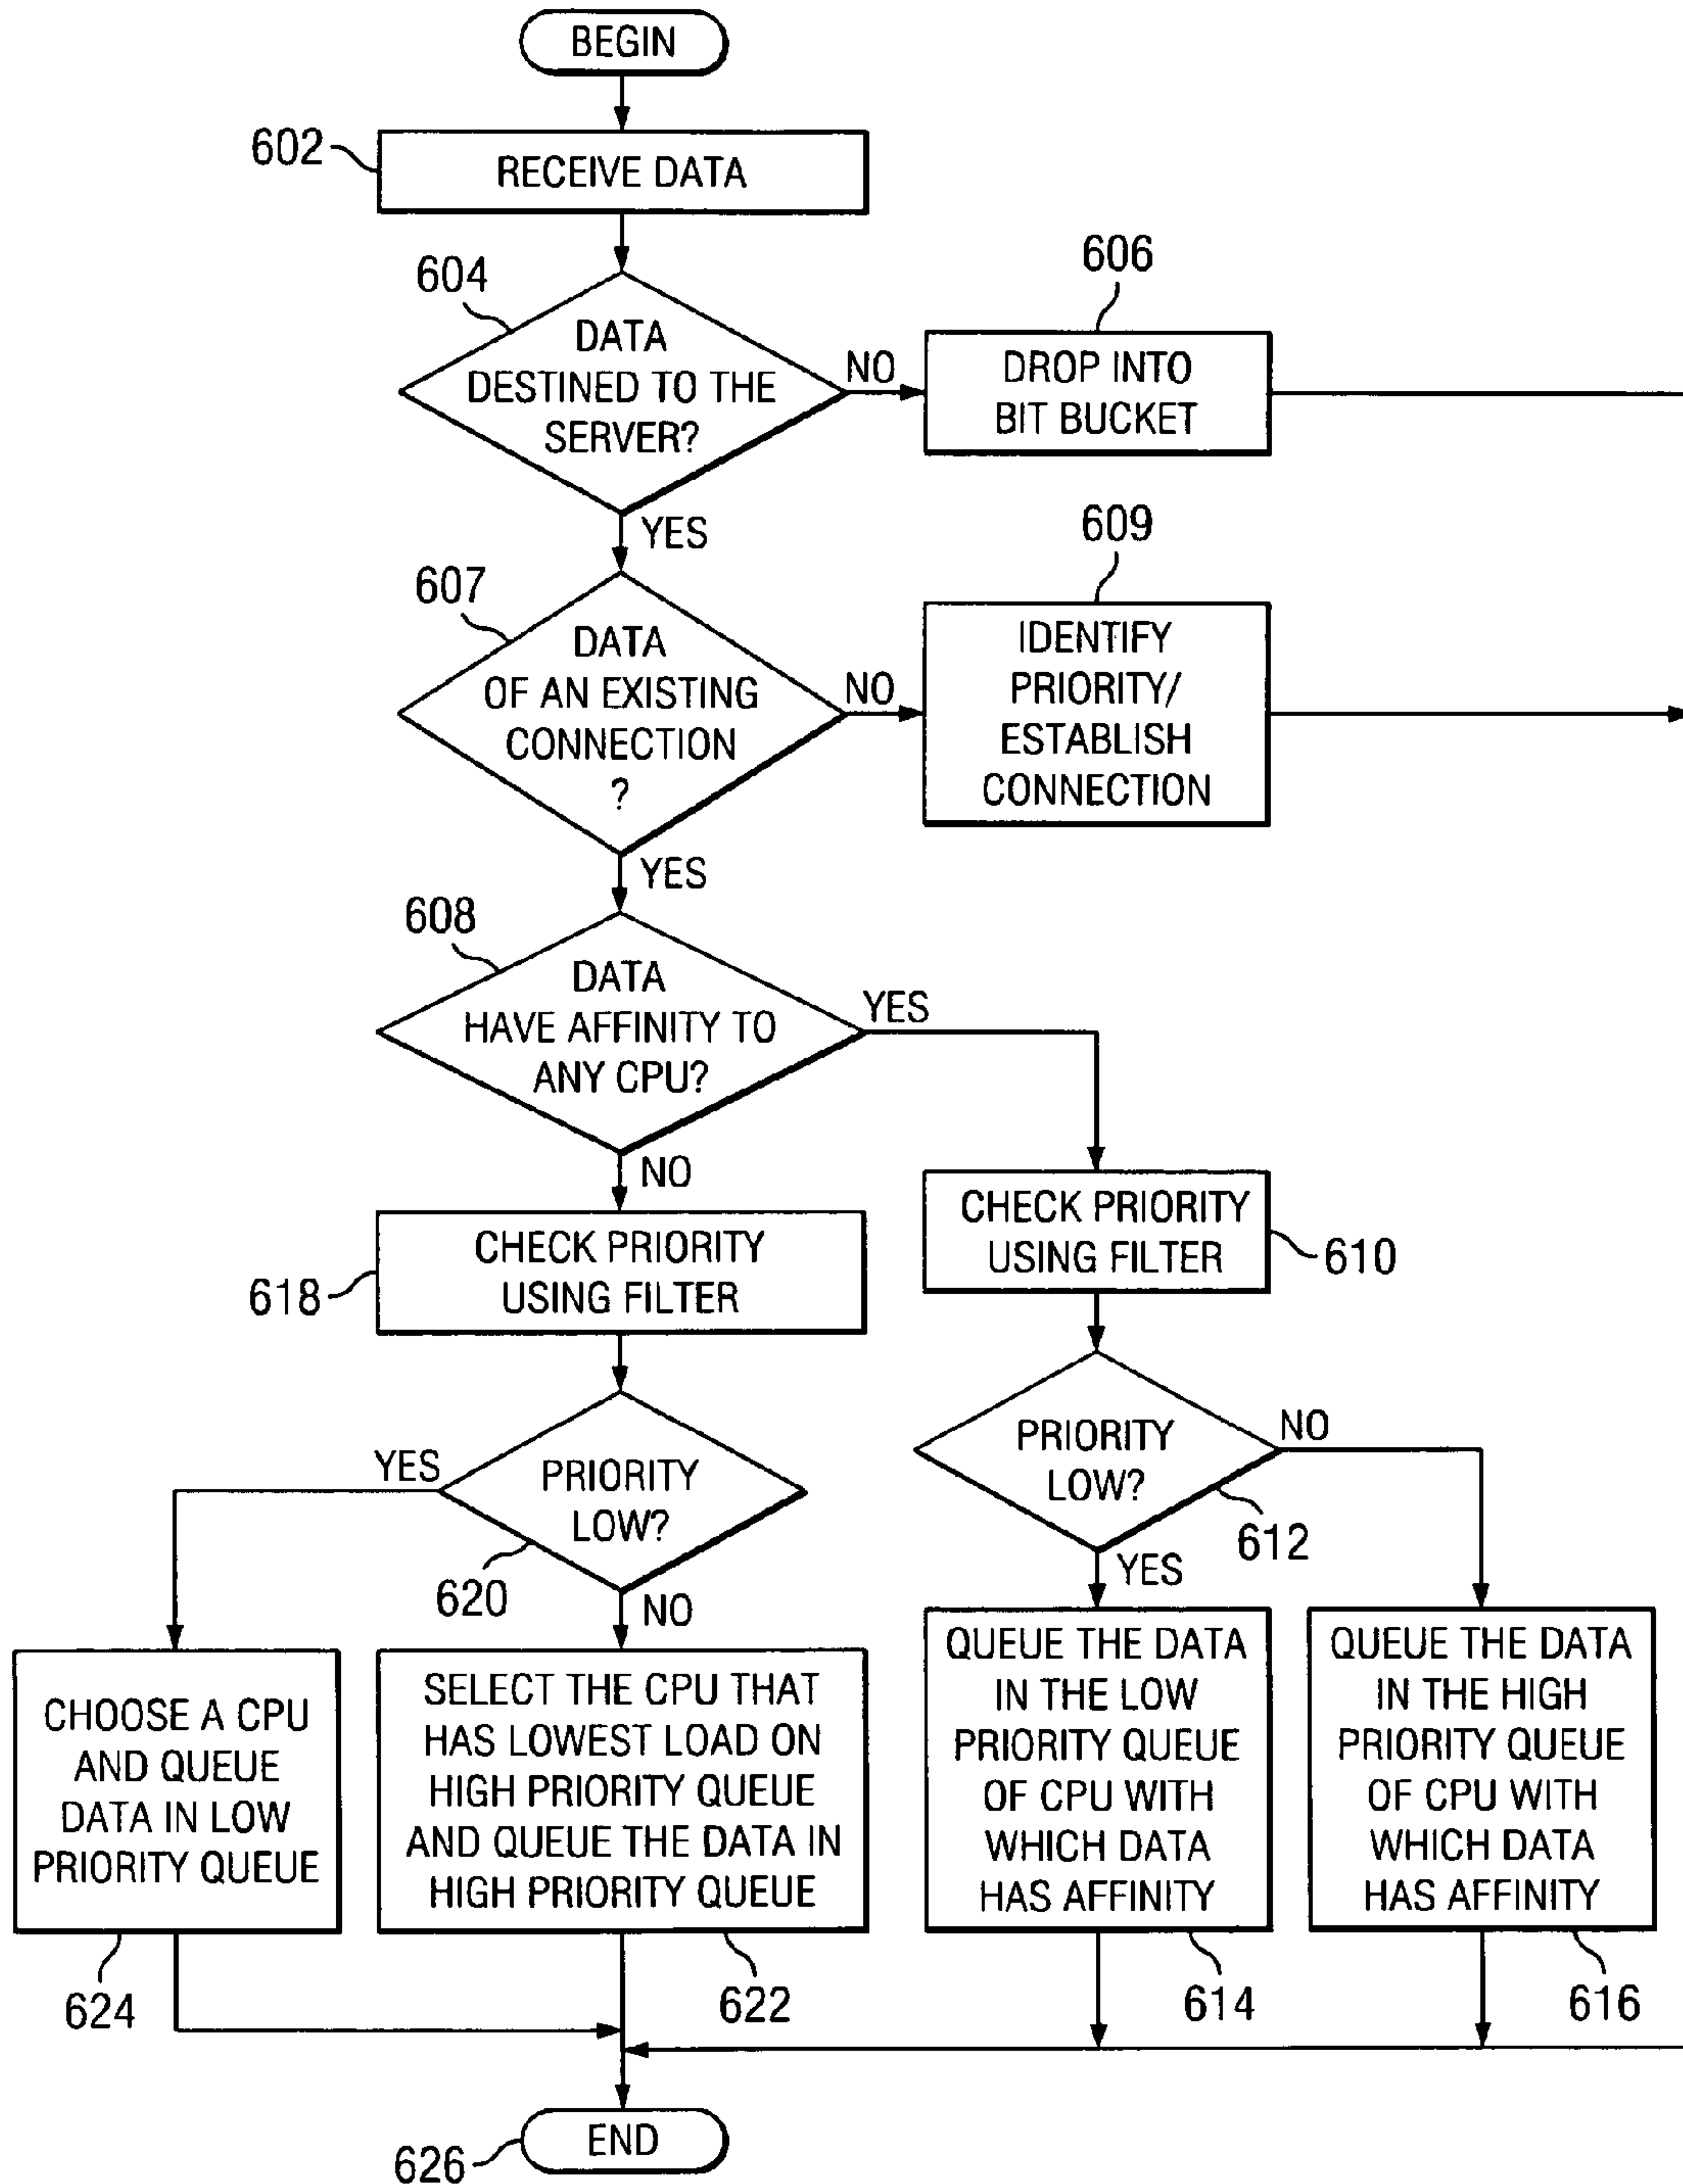 BEGIN
602
RECEIVE DATA
604
DATA
DESTINED TO THE
SERVER?
NO
606
DROP INTO
BIT BUCKET
YES
607
DATA
OF AN EXISTING
CONNECTION
?
NO
609
IDENTIFY
PRIORITY/
ESTABLISH
CONNECTION
YES
608
DATA
HAVE AFFINITY TO
ANY CPU?
YES
NO
CHECK PRIORITY
USING FILTER
618
CHECK PRIORITY
USING FILTER
610
PRIORITY
LOW?
YES
620
NO
PRIORITY
LOW?
NO
612
YES
CHOOSE A CPU
AND QUEUE
DATA IN LOW
PRIORITY QUEUE
624
SELECT THE CPU THAT
HAS LOWEST LOAD ON
HIGH PRIORITY QUEUE
AND QUEUE THE DATA IN
HIGH PRIORITY QUEUE
622
QUEUE THE DATA
IN THE LOW
PRIORITY QUEUE
OF CPU WITH
WHICH DATA
HAS AFFINITY
614
QUEUE THE DATA
IN THE HIGH
PRIORITY QUEUE
OF CPU WITH
WHICH DATA
HAS AFFINITY
616
END
626